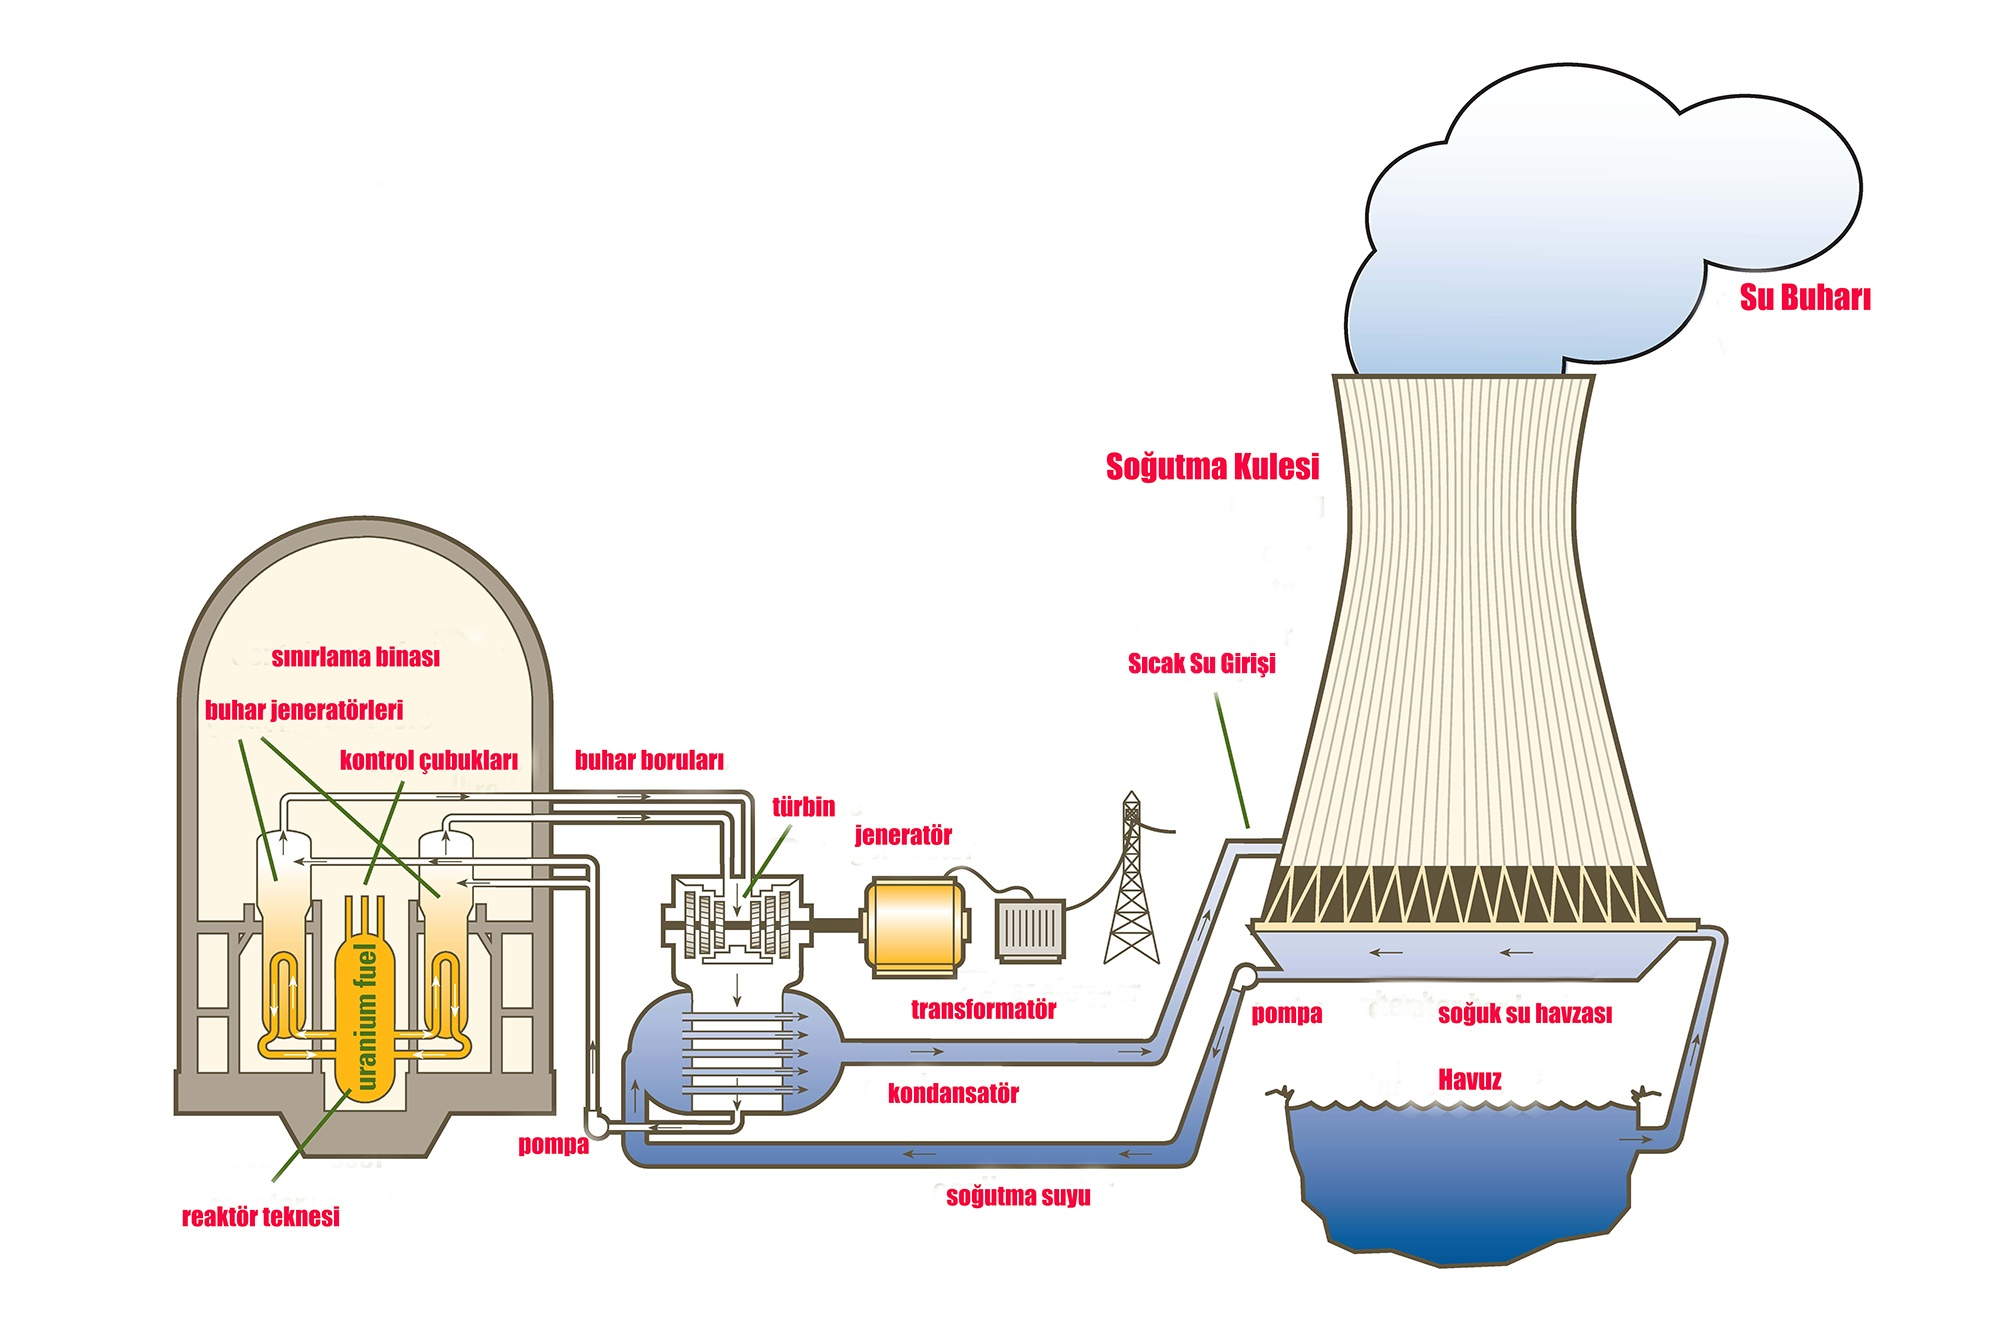 Su Buharı
Soğutma Kulesi
sınırlama binası
Sıcak Su Girişi
buhar jeneratörleri
kontrol çubukları
buhar boruları
türbin
jeneratör
uranium fuel
transformatör
pompa
soğuk su havzası
Havuz
kondansatör
pompa
soğutma suyu
reaktör teknesi